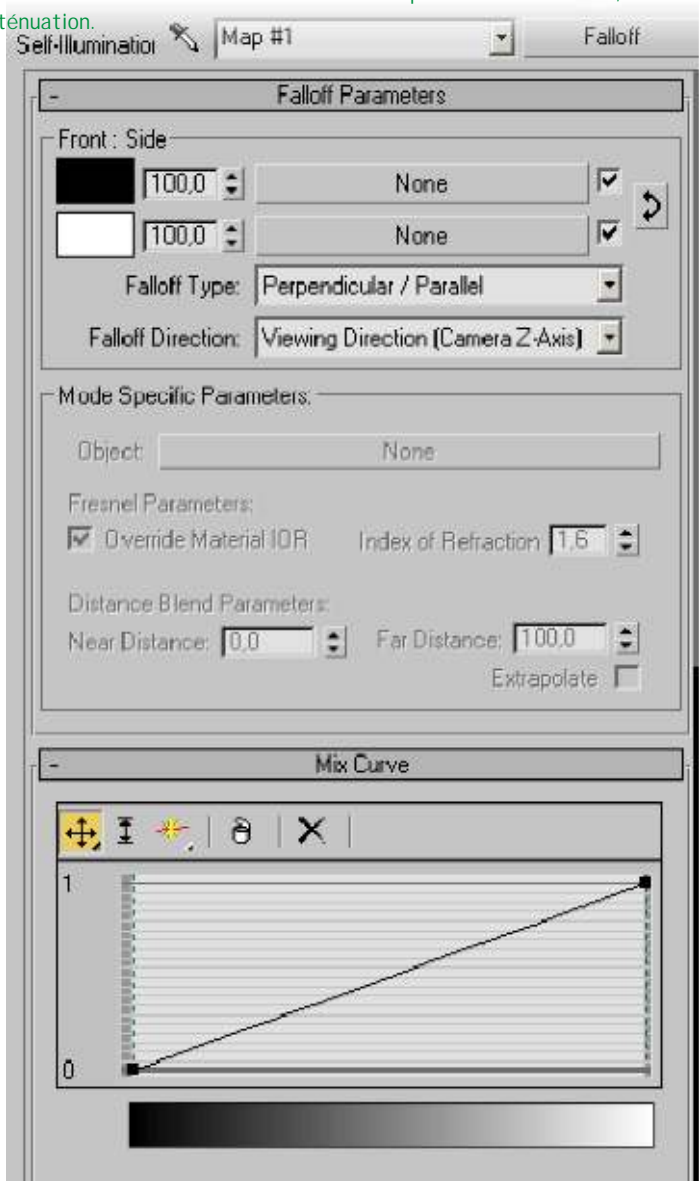 ténuation.
Self-Illumination Map #1 Falloff
- Falloff Parameters
Front : Side
100,0 None
100,0 None
Falloff Type: Perpendicular / Parallel
Falloff Direction: Viewing Direction (Camera Z-Axis)
Mode Specific Parameters:
Object: None
Fresnel Parameters:
Override Material IOR Index of Refraction 1,6
Distance Blend Parameters:
Near Distance: 0,0 Far Distance: 100,0
Extrapolate
- Mix Curve
1
0